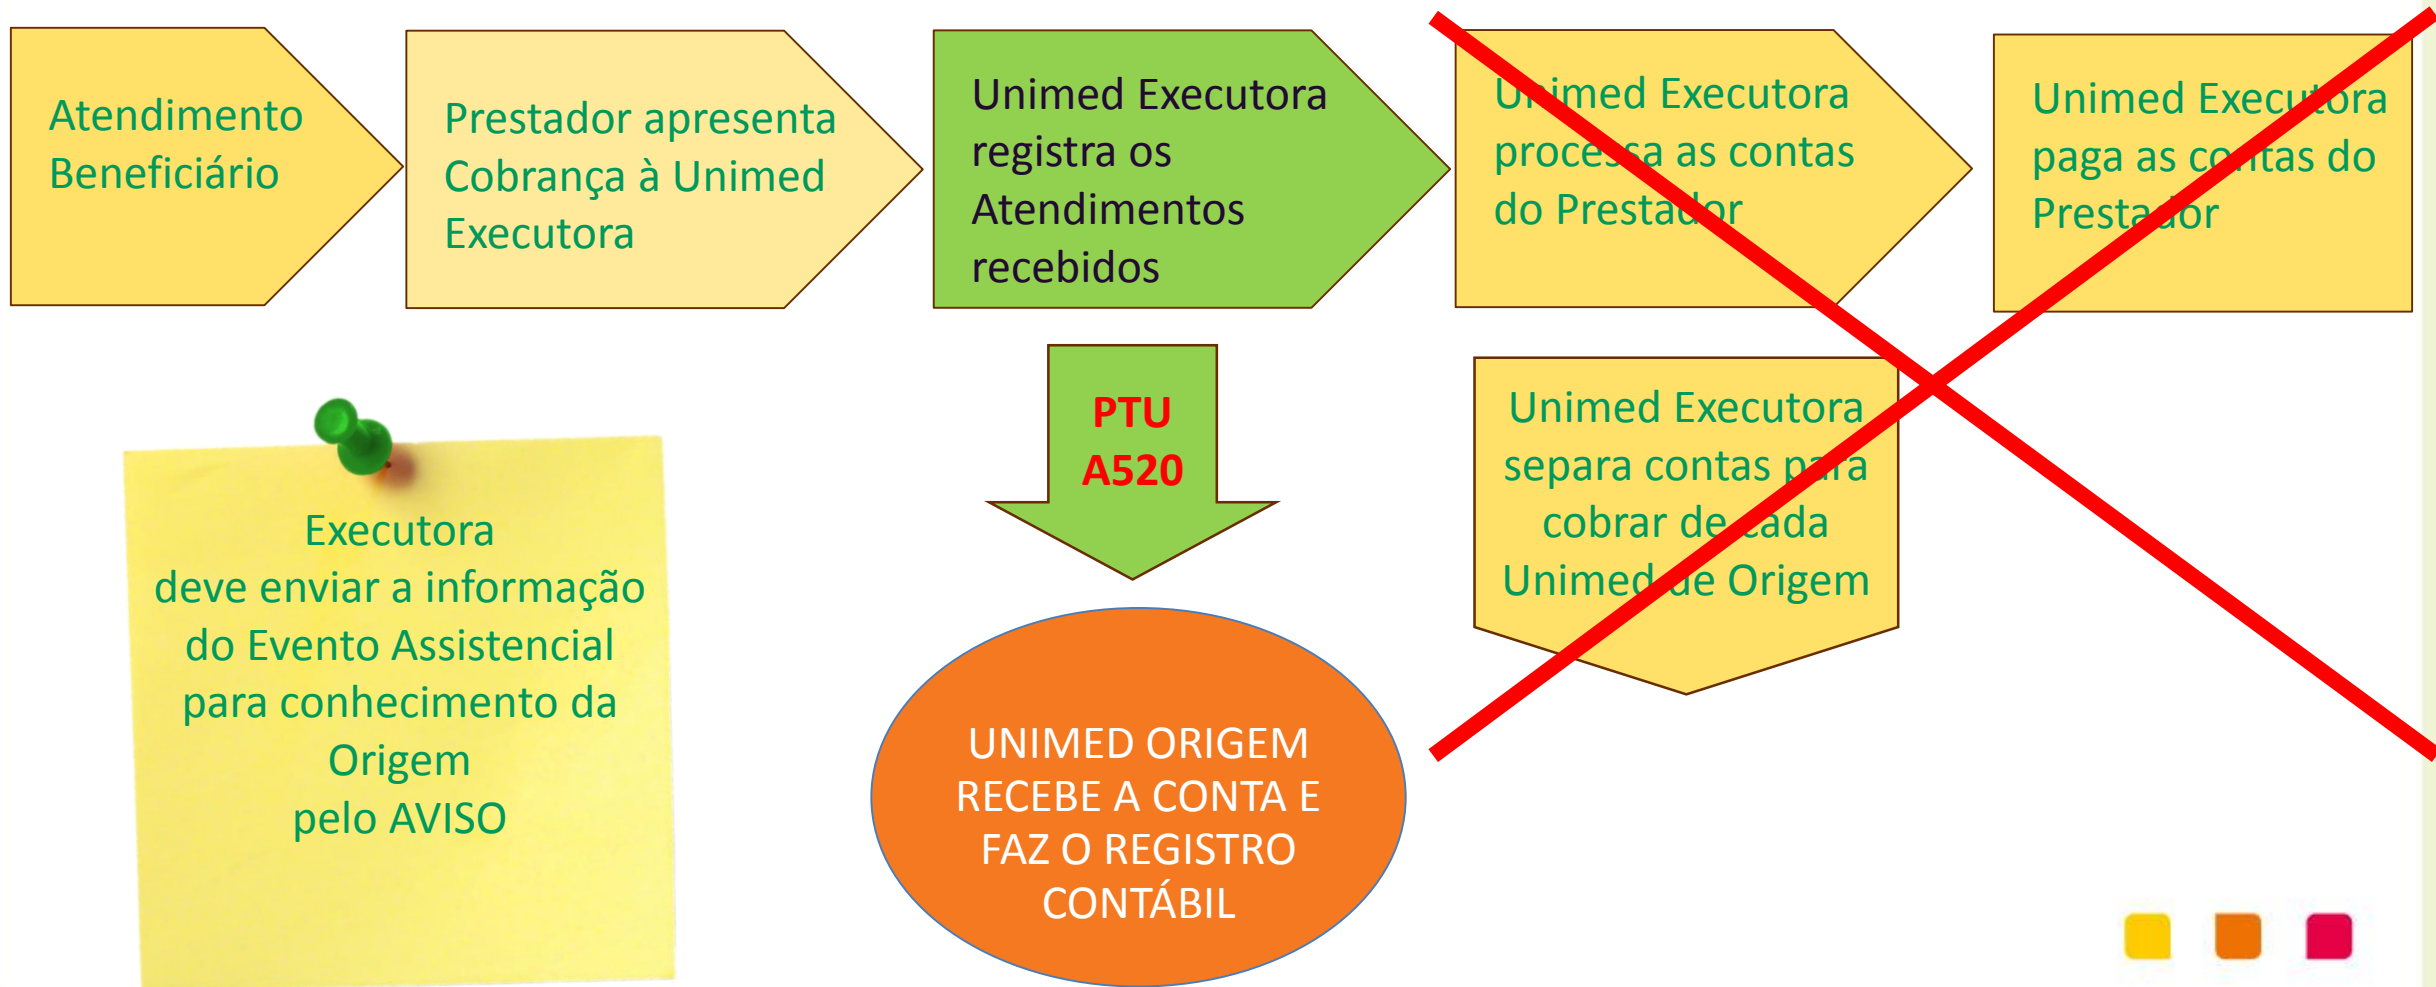 Atendimento
Beneficiário
Prestador apresenta
Cobrança à Unimed
Executora
Unimed Executora
registra os
Atendimentos
recebidos
Unimed Executora
processa as contas
do Prestador
Unimed Executora
paga as contas do
Prestador
PTU
A520
Unimed Executora
separa contas para
cobrar de cada
Unimed de Origem
Executora
deve enviar a informação
do Evento Assistencial
para conhecimento da
Origem
pelo AVISO
UNIMED ORIGEM
RECEBE A CONTA E
FAZ O REGISTRO
CONTÁBIL